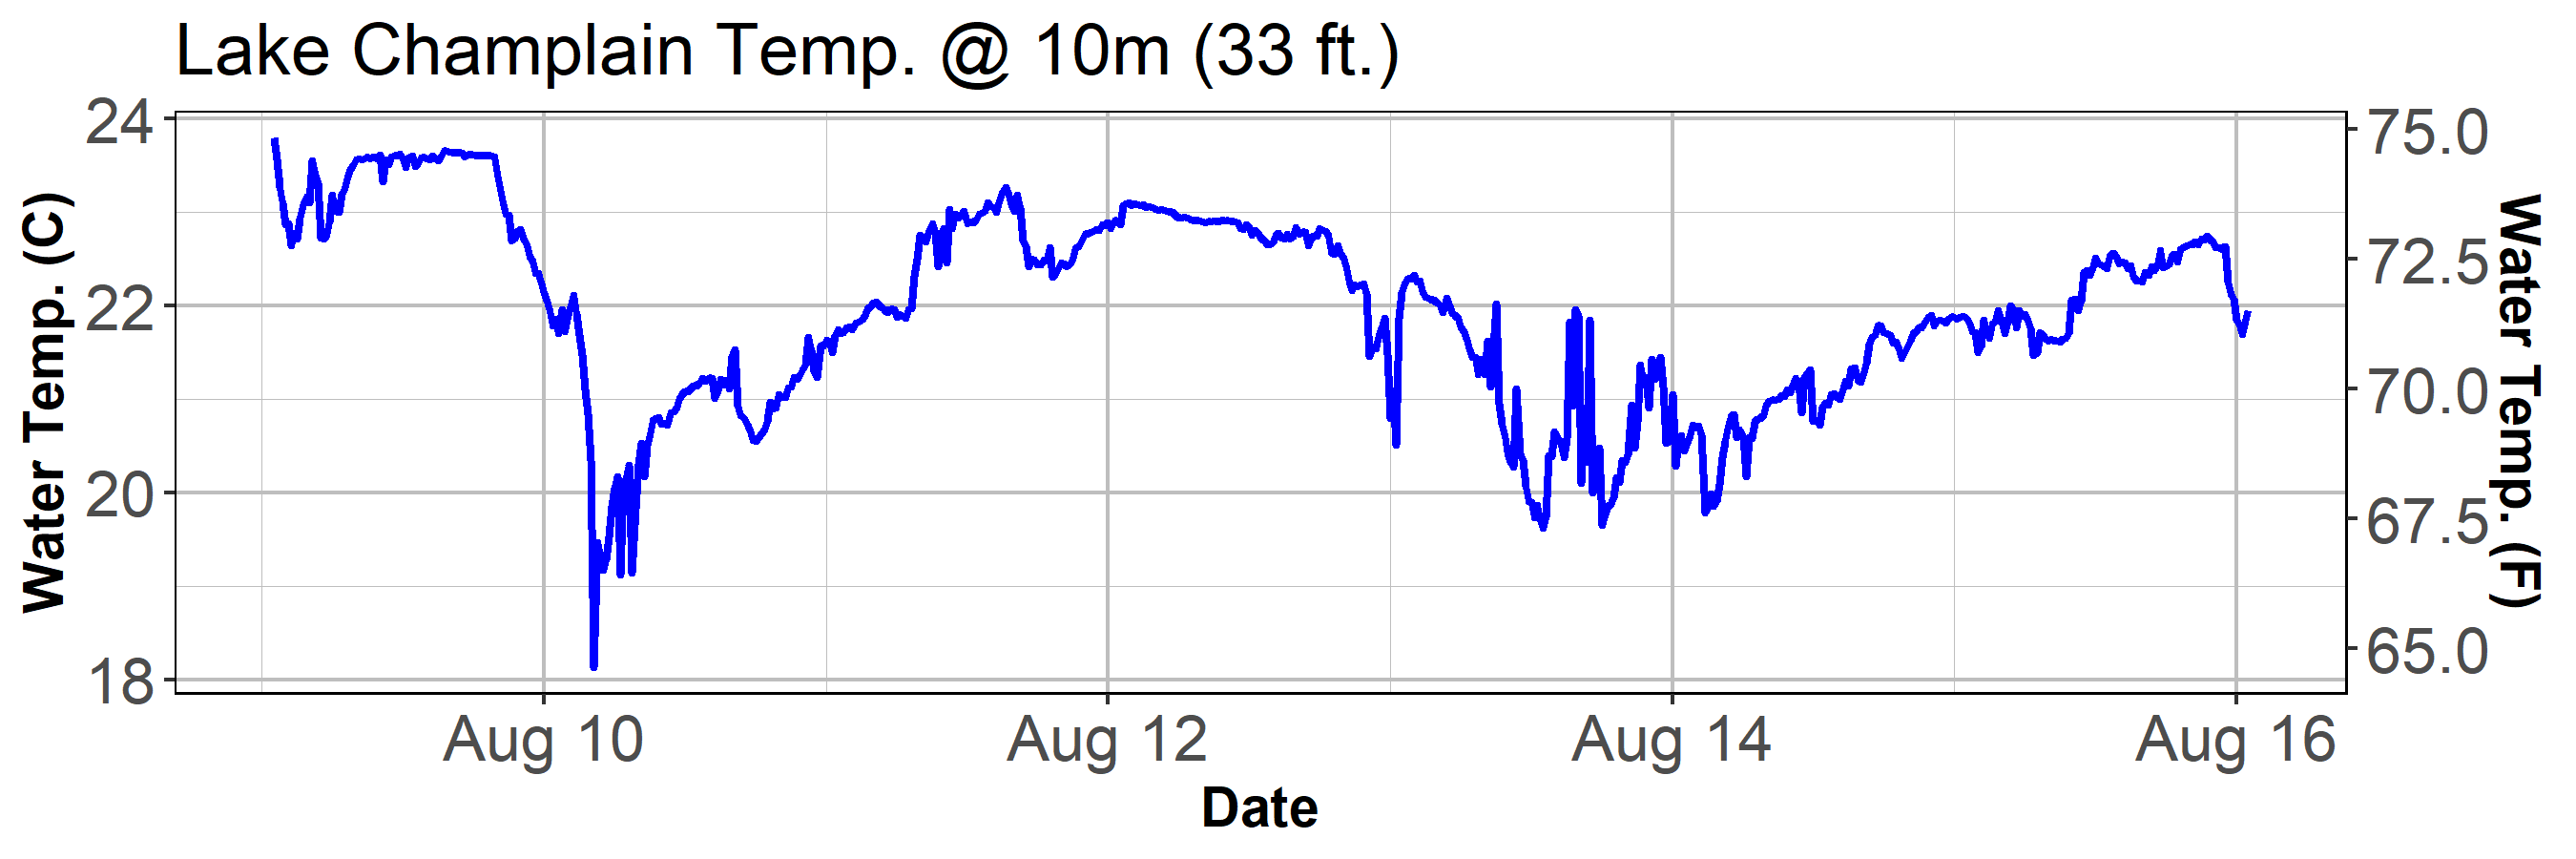 Lake Champlain Temp. @ 10m (33 ft.)
Water Temp. (C)
24
22
20
18
75.0
72.5
70.0
67.5
65.0
Water Temp. (F)
Aug 10
Aug 12
Aug 14
Aug 16
Date